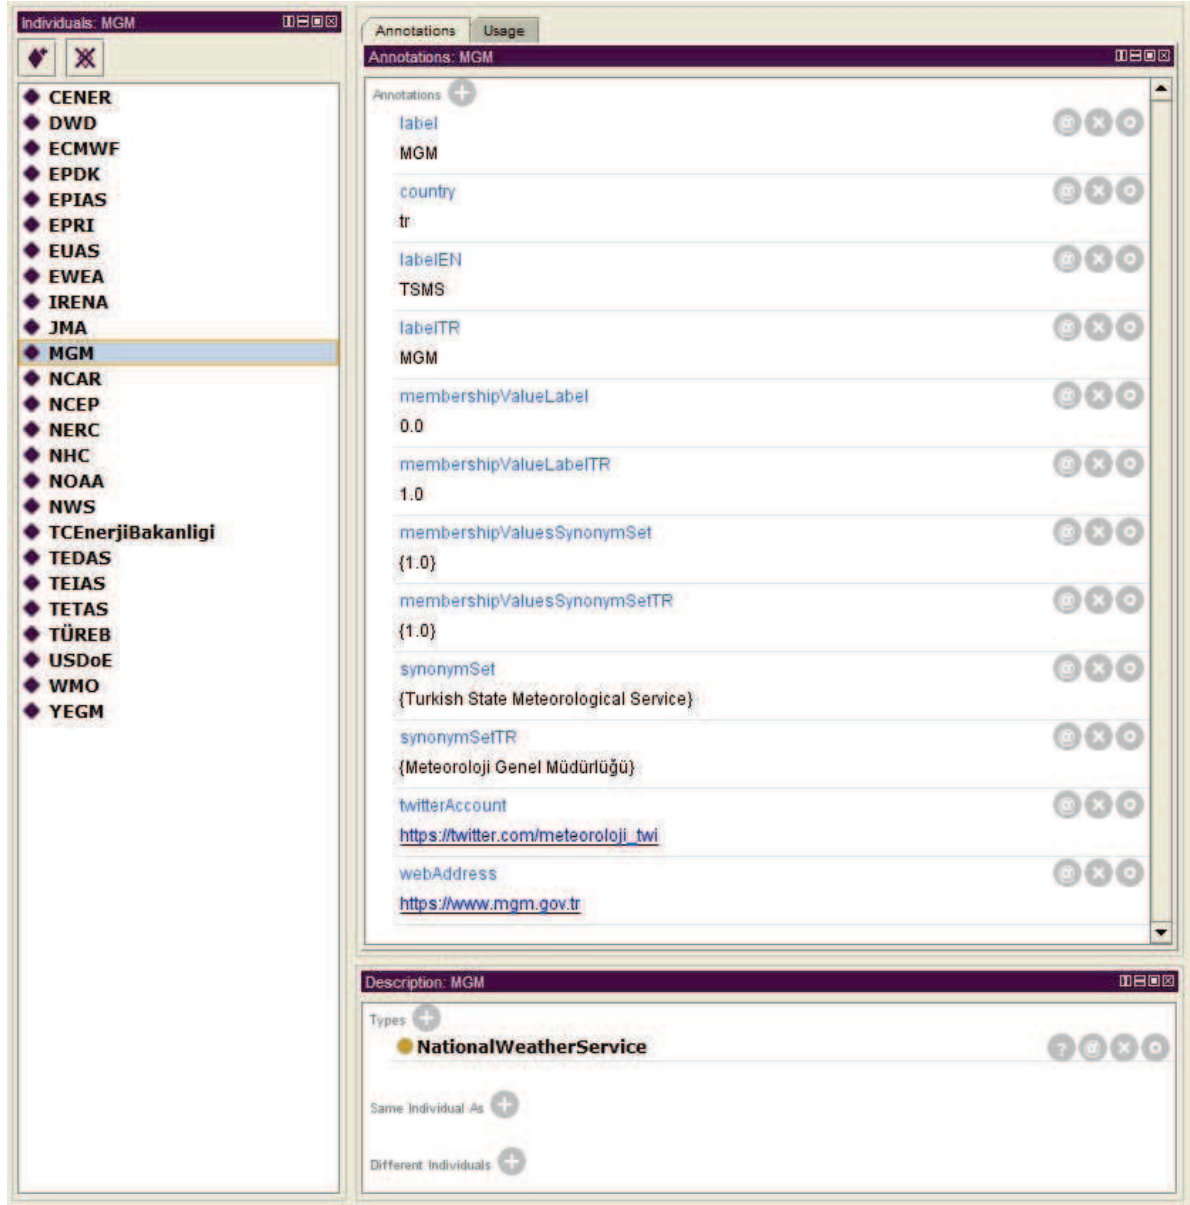 Individuals: MGM
CENER
DWD
ECMWF
EPDK
EPIAS
EPRI
EUAS
EWEA
IRENA
JMA
MGM
NCAR
NCEP
NERC
NHC
NOAA
NWS
TCEnerjiBakanligi
TEDAS
TEIAS
TETAS
TÜREB
USDoE
WMO
YEGM
Annotations Usage
Annotations: MGM
Annotations
label
MGM
country
tr
labelEN
TSMS
labelTR
MGM
membershipValueLabel
0.0
membershipValueLabelTR
1.0
membershipValuesSynonymSet
{1.0}
membershipValuesSynonymSetTR
{1.0}
synonymSet
{Turkish State Meteorological Service}
synonymSetTR
{Meteoroloji Genel Müdürlüğü}
twitterAccount
https://twitter.com/meteoroloji_twi
webAddress
https://www.mgm.gov.tr
Description: MGM
Types
NationalWeatherService
Same Individual As
Different Individuals